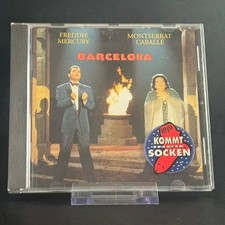 FREDDIE
MERCURY
MONTSERRAT
CABALLÉ
BARCELONA
KOMMT
SOCKEN